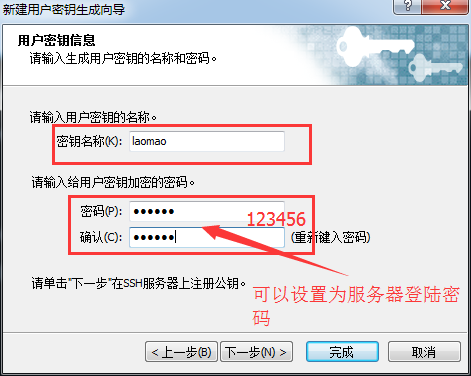 新建用户密钥生成向导
用户密钥信息
请输入生成用户密钥的名称和密码。
请输入用户密钥的名称。
密钥名称(K): laomao
请输入给用户密钥加密的密码。
密码(P): ●●●●●●
123456
确认(C): ●●●●●● (重新键入密码)
请单击"下一步"在SSH服务器上注册公钥。
可以设置为服务器登陆密
码
< 上一步(B) 下一步(N) > 完成 取消